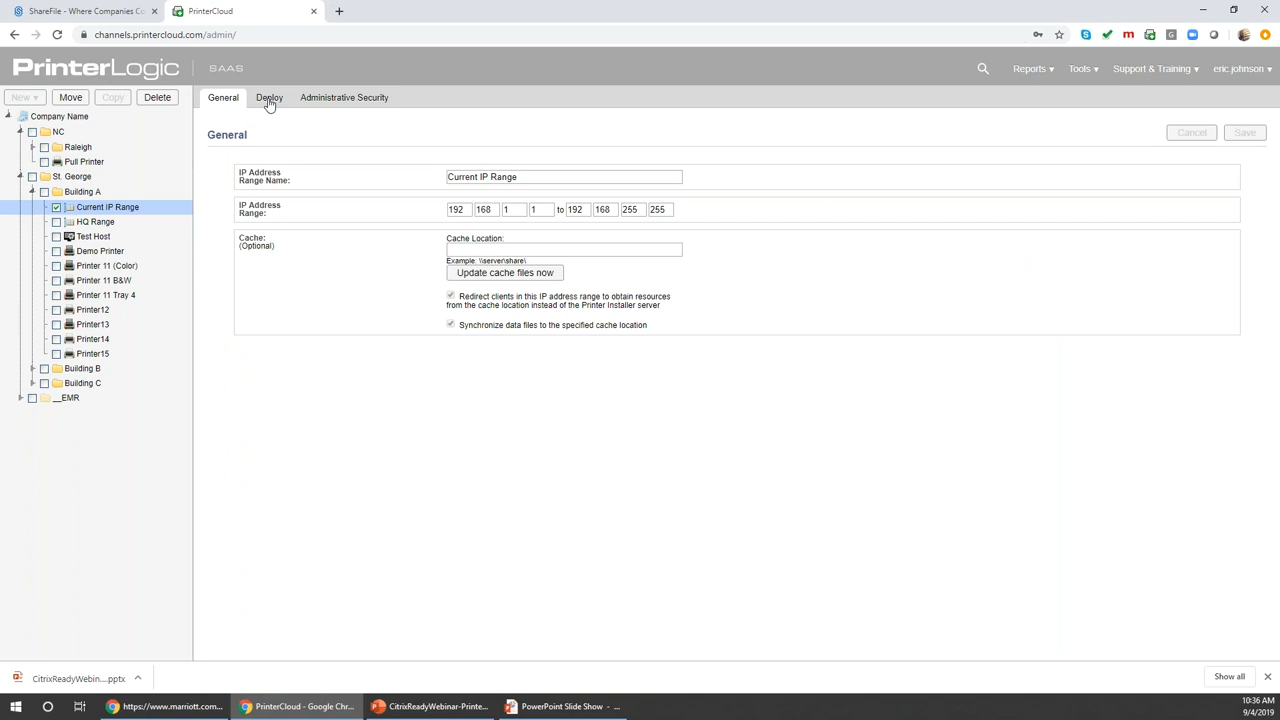 ShareFile - Where Companies Co
PrinterCloud
channels.printercloud.com/admin/
PrinterLogic
SAAS
Reports ▾
Tools ▾
Support & Training ▾
eric.johnson ▾
New ▾
Move
Copy
Delete
General
Deploy
Administrative Security
Company Name
NC
Raleigh
Pull Printer
St. George
Building A
Current IP Range
HQ Range
Test Host
Demo Printer
Printer 11 (Color)
Printer 11 B&W
Printer 11 Tray 4
Printer12
Printer13
Printer14
Printer15
Building B
Building C
__EMR
General
Cancel
Save
IP Address
Range Name:
Current IP Range
IP Address
Range:
192 168 1 1 to 192 168 255 255
Cache:
(Optional)
Cache Location:
Example: \\server\share\
Update cache files now
Redirect clients in this IP address range to obtain resources
from the cache location instead of the Printer Installer server
Synchronize data files to the specified cache location
CitrixReadyWebin....pptx
Show all
https://www.marriott.com...
PrinterCloud - Google Chr...
CitrixReadyWebinar-Printe...
PowerPoint Slide Show - ...
10:36 AM
9/4/2019